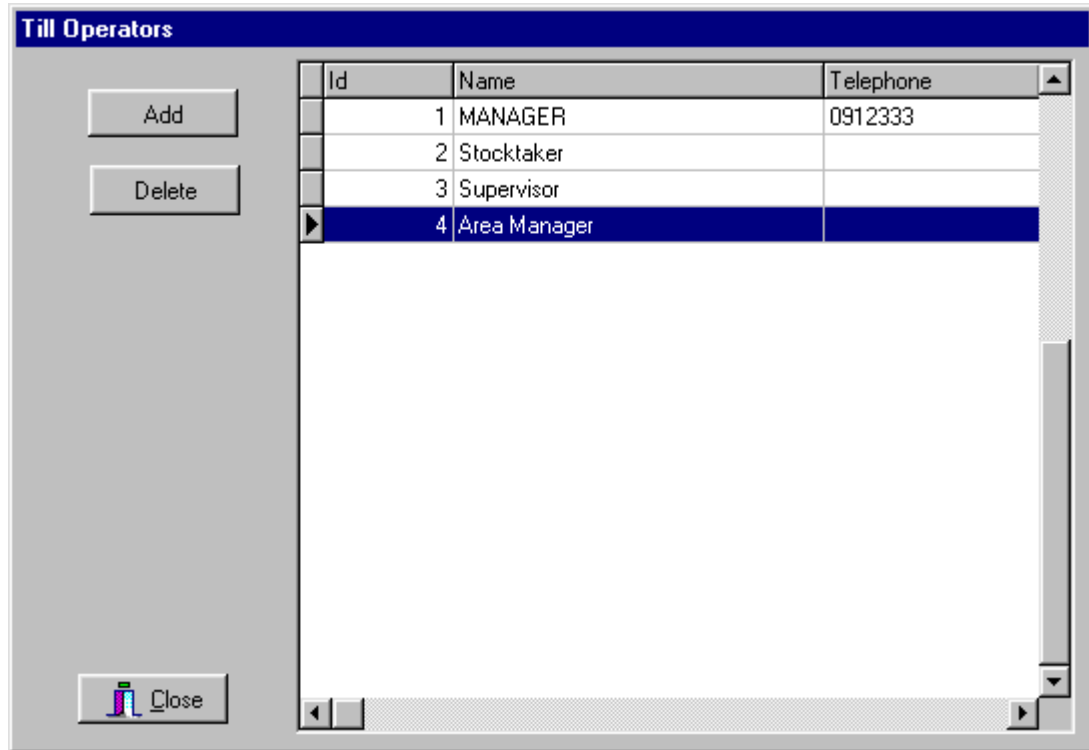 Till Operators
Add
Delete
Close
Id Name Telephone
1 MANAGER 0912333
2 Stocktaker
3 Supervisor
4 Area Manager